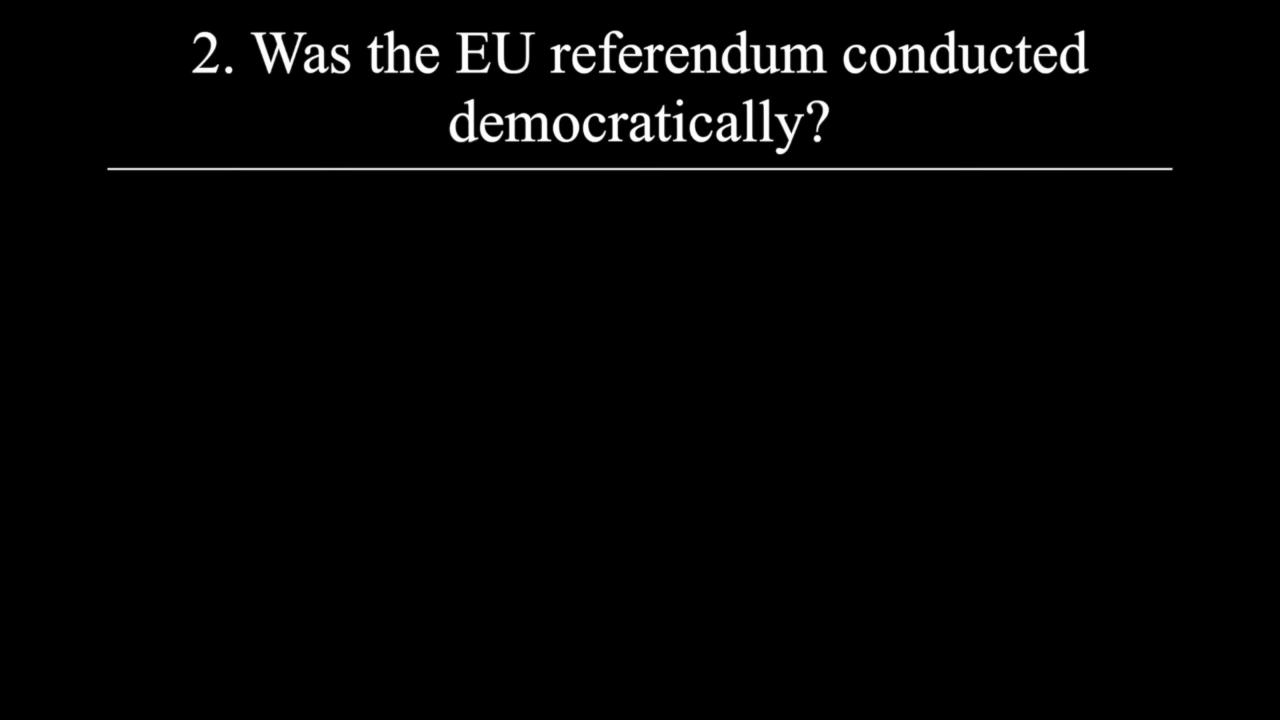 2. Was the EU referendum conducted
democratically?